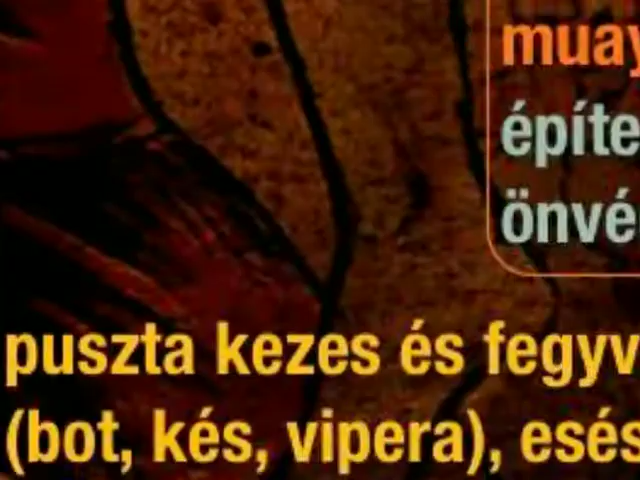 muay
építe
önvé
puszta kezes és fegyv
(bot, kés, vipera), esés